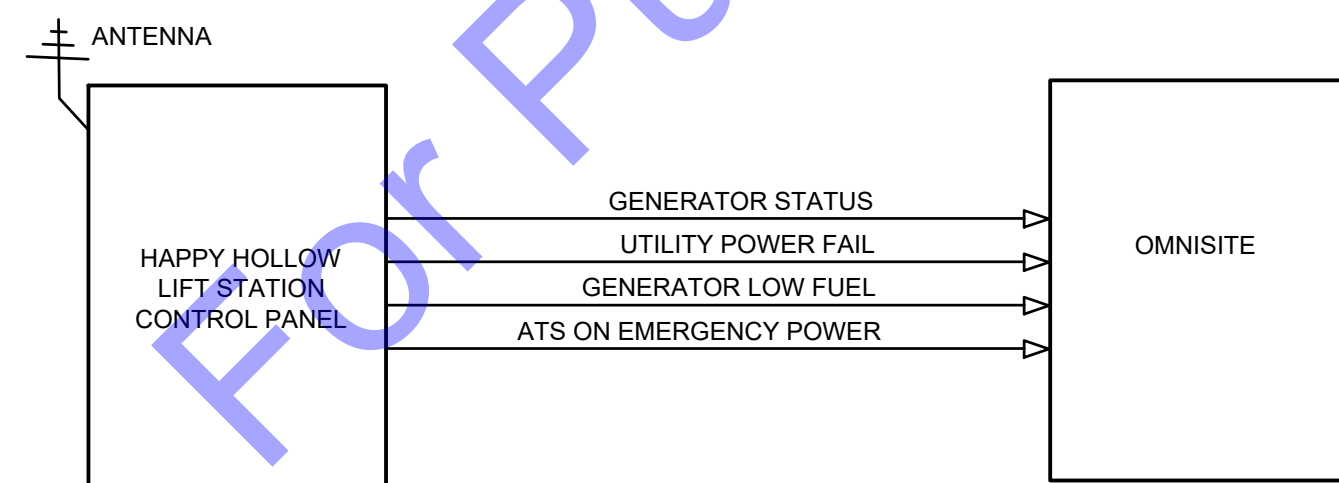 ANTENNA
GENERATOR STATUS
UTILITY POWER FAIL
GENERATOR LOW FUEL
ATS ON EMERGENCY POWER
HAPPY HOLLOW
LIFT STATION
CONTROL PANEL
OMNISITE
For